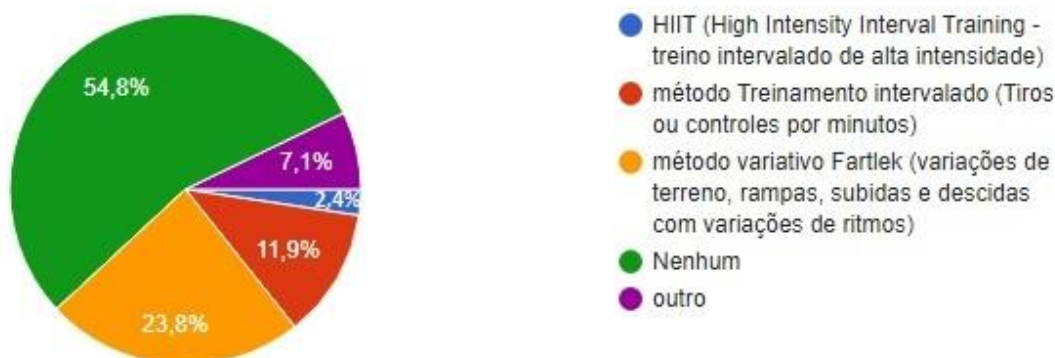 54,8%
7,1%
2,4%
11,9%
23,8%
HIIT (High Intensity Interval Training -
treino intervalado de alta intensidade)
método Treinamento intervalado (Tiros
ou controles por minutos)
método variativo Fartlek (variações de
terreno, rampas, subidas e descidas
com variações de ritmos)
Nenhum
outro